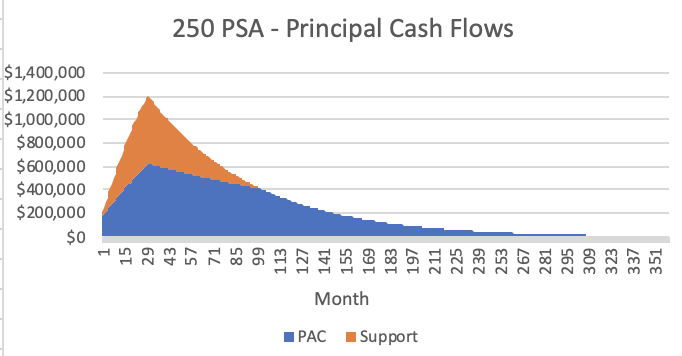 250 PSA - Principal Cash Flows
$1,400,000
$1,200,000
$1,000,000
$800,000
$600,000
$400,000
$200,000
$0
1 15 29 43 57 71 85 99 113 127 141 155 169 183 197 211 225 239 253 267 281 295 309 323 337 351
Month
PAC Support